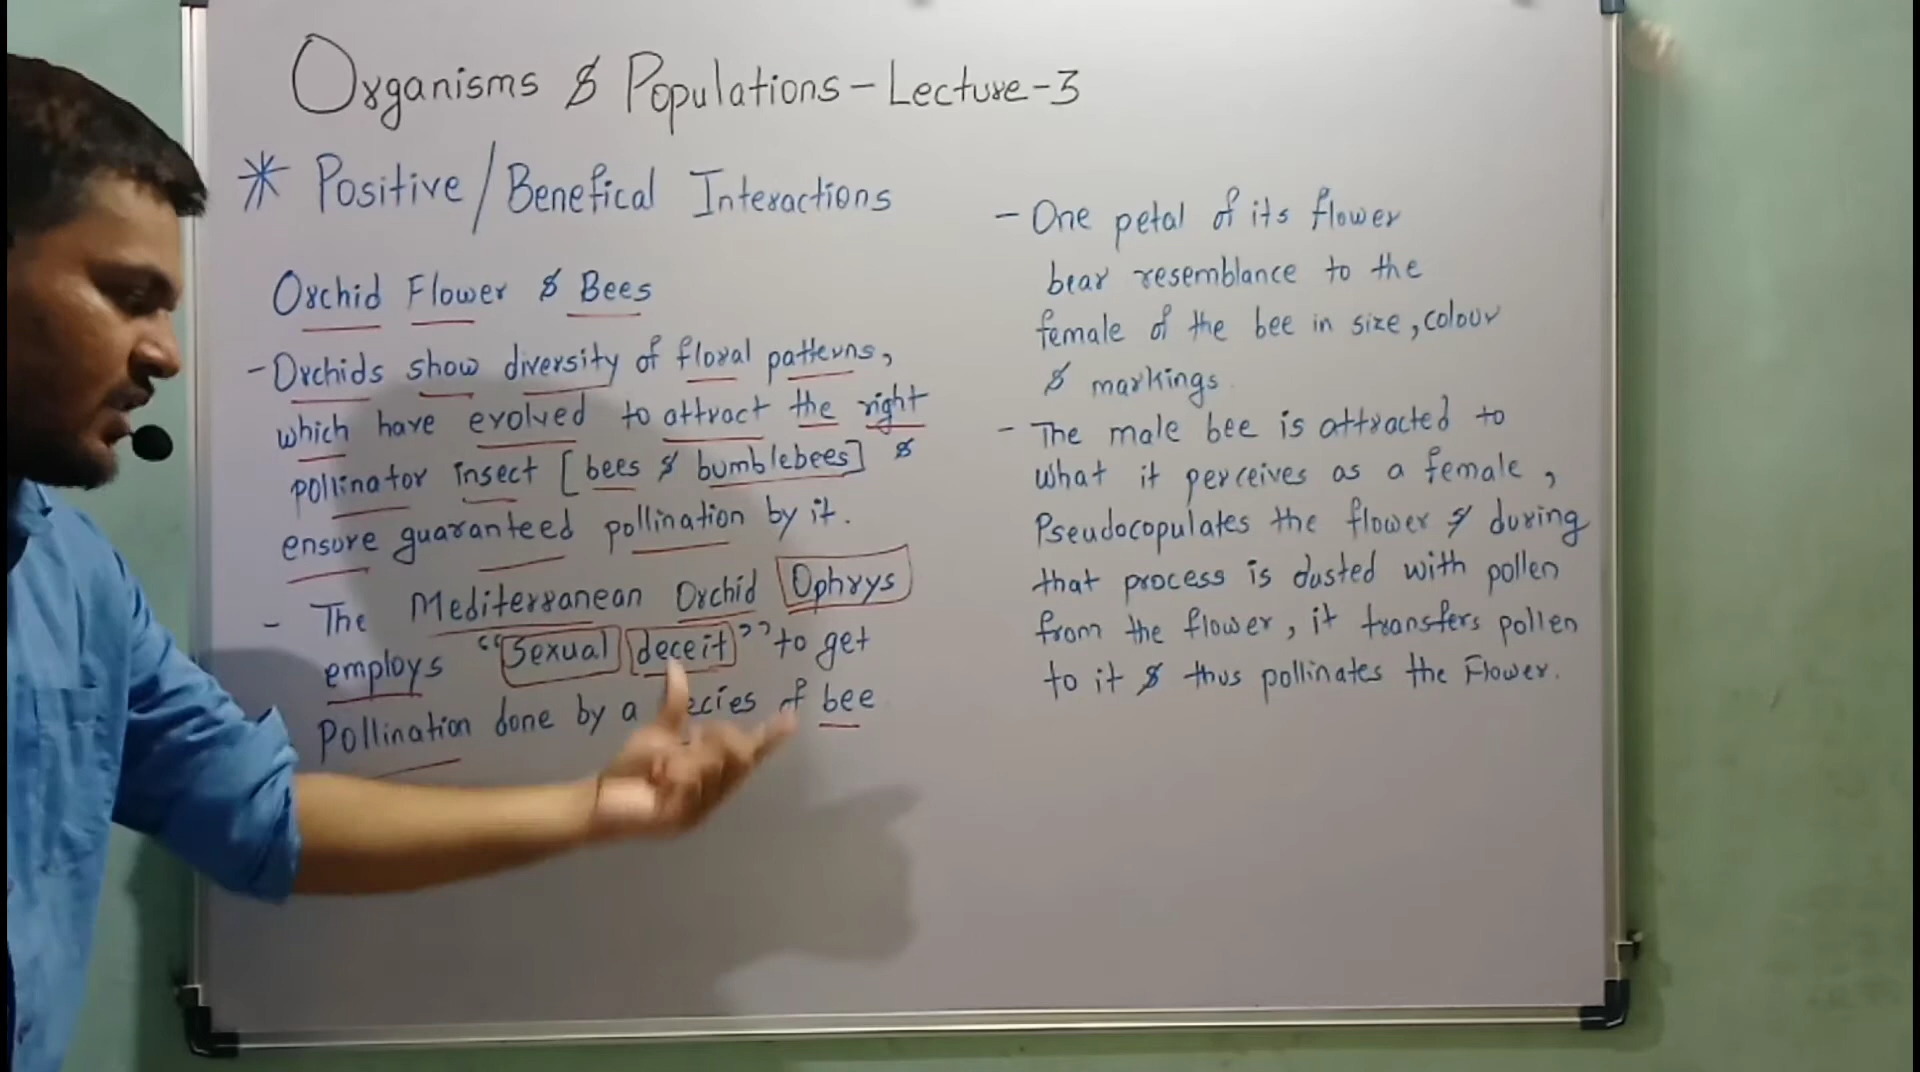 Organisms & Populations - Lecture-3
* Positive/Benefical Interactions
Orchid Flower & Bees
- Orchids show diversity of floral patterns,
which have evolved to attract the right
pollinator insect [bees & bumblebees] &
ensure guaranteed pollination by it.
- The Mediterranean Orchid Ophrys
employs "Sexual deceit" to get
Pollination done by a of bee
- One petal of its flower
bear resemblance to the
female of the bee in size, colour
& markings.
- The male bee is attracted to
what it perceives as a female,
Pseudocopulates the flower & during
that process is dusted with pollen
from the flower, it transfers pollen
to it & thus pollinates the Flower.